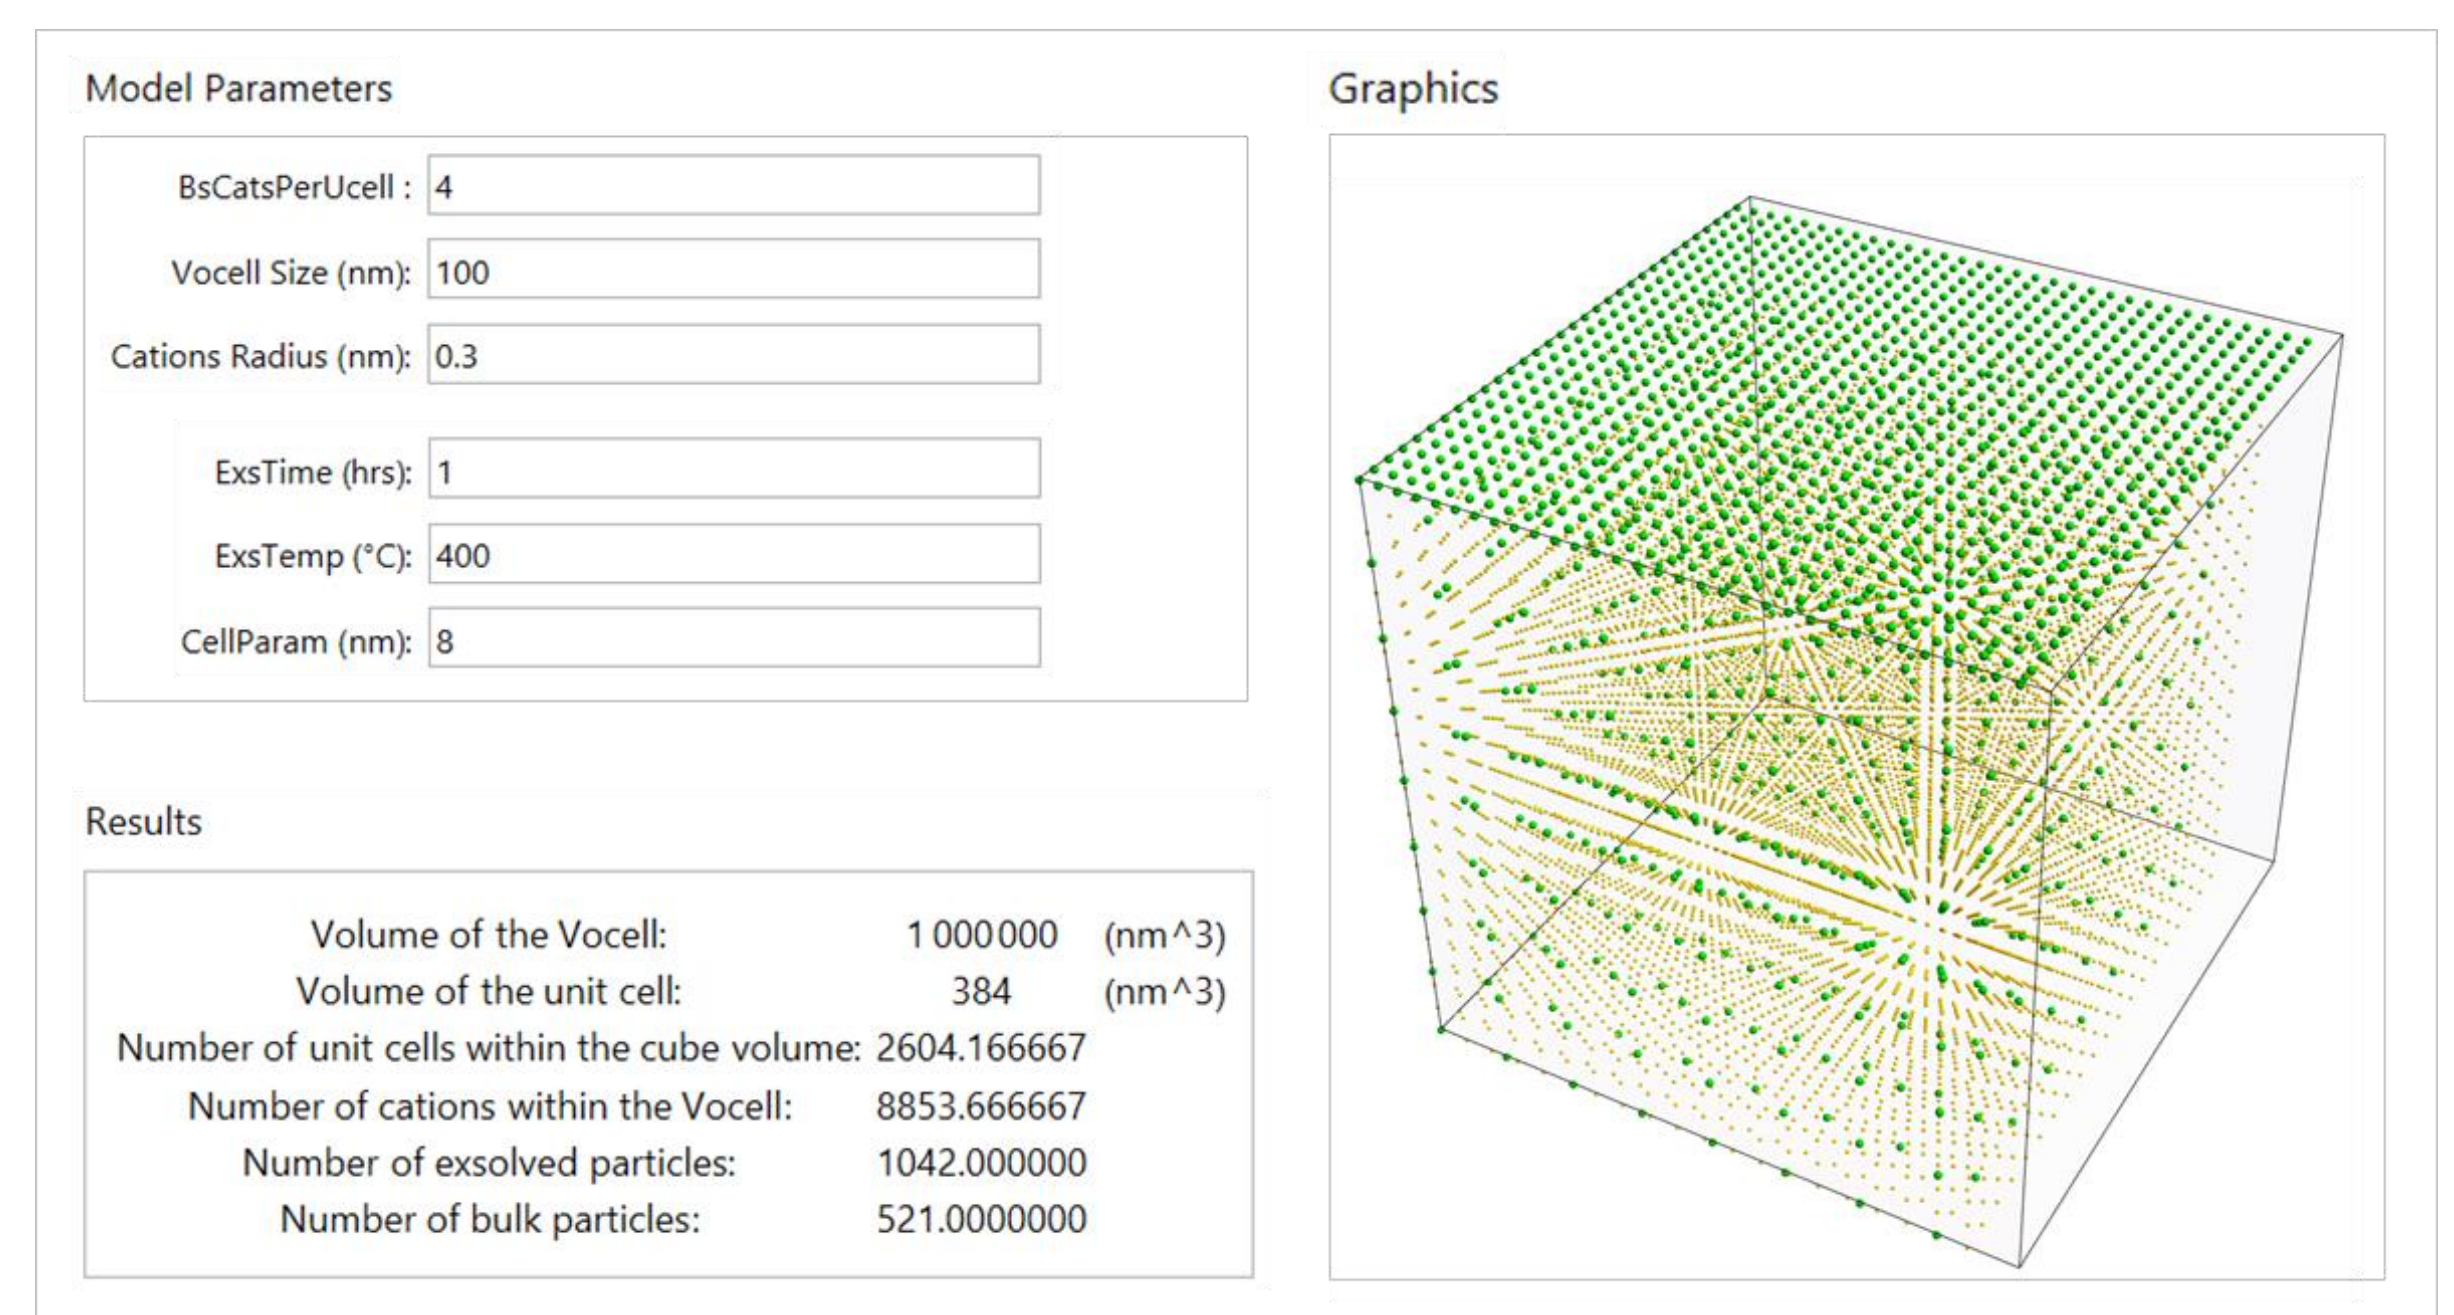 Model Parameters
BsCatsPerUcell : 4
Vocell Size (nm): 100
Cations Radius (nm): 0.3
ExsTime (hrs): 1
ExsTemp (°C): 400
CellParam (nm): 8
Results
Volume of the Vocell: 1 000 000 (nm^3)
Volume of the unit cell: 384 (nm^3)
Number of unit cells within the cube volume: 2604.166667
Number of cations within the Vocell: 8853.666667
Number of exsolved particles: 1042.000000
Number of bulk particles: 521.0000000
Graphics